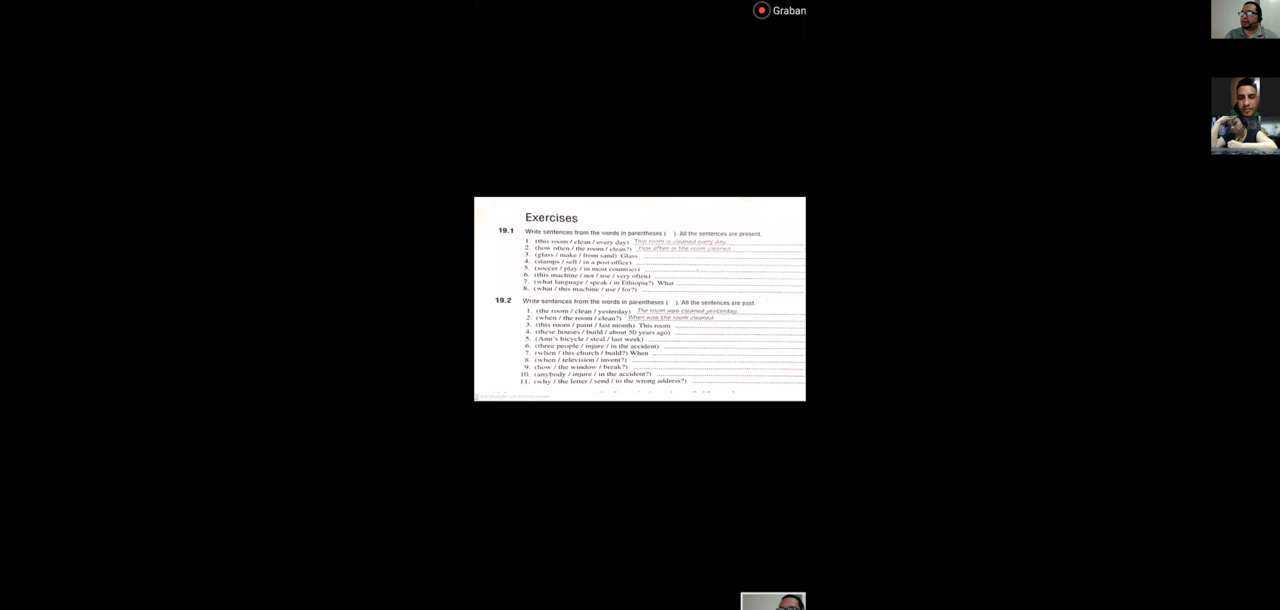 Graban
Exercises
19.1 Write sentences from the words in parentheses ( ). All the sentences are present.
1. (this room / clean / every day) This room is cleaned every day.
2. (how often / the room / clean?) How often is the room cleaned
3. (glass / make / from sand) Glass
4. (stamps / sell / in a post office)
5. (soccer / play / in most countries)
6. (this machine / not / use / very often)
7. (what language / speak / in Ethiopia?) What
8. (what / this machine / use / for?)
19.2 Write sentences from the words in parentheses ( ). All the sentences are past.
1. (the room / clean / yesterday) The room was cleaned yesterday.
2. (when / the room / clean?) When was the room cleaned
3. (this room / paint / last month) This room
4. (these houses / build / about 50 years ago)
5. (Ann's bicycle / steal / last week)
6. (three people / injure / in the accident)
7. (when / this church / build?) When
8. (when / television / invent?)
9. (how / the window / break?)
10. (anybody / injure / in the accident?)
11. (why / the letter / send / to the wrong address?)